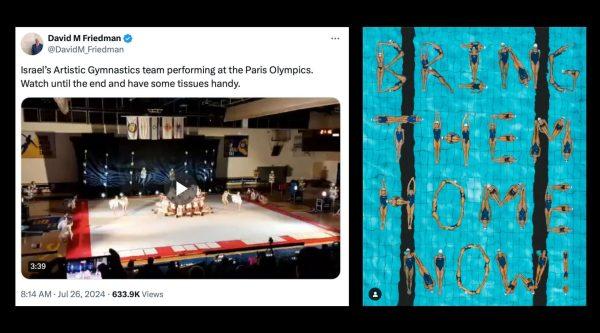 David M Friedman
@DavidM_Friedman
Israel's Artistic Gymnastics team performing at the Paris Olympics.
Watch until the end and have some tissues handy.
3:39
8:14 AM · Jul 26, 2024 · 633.9K Views
BRING
THEM
HOME
NOW!